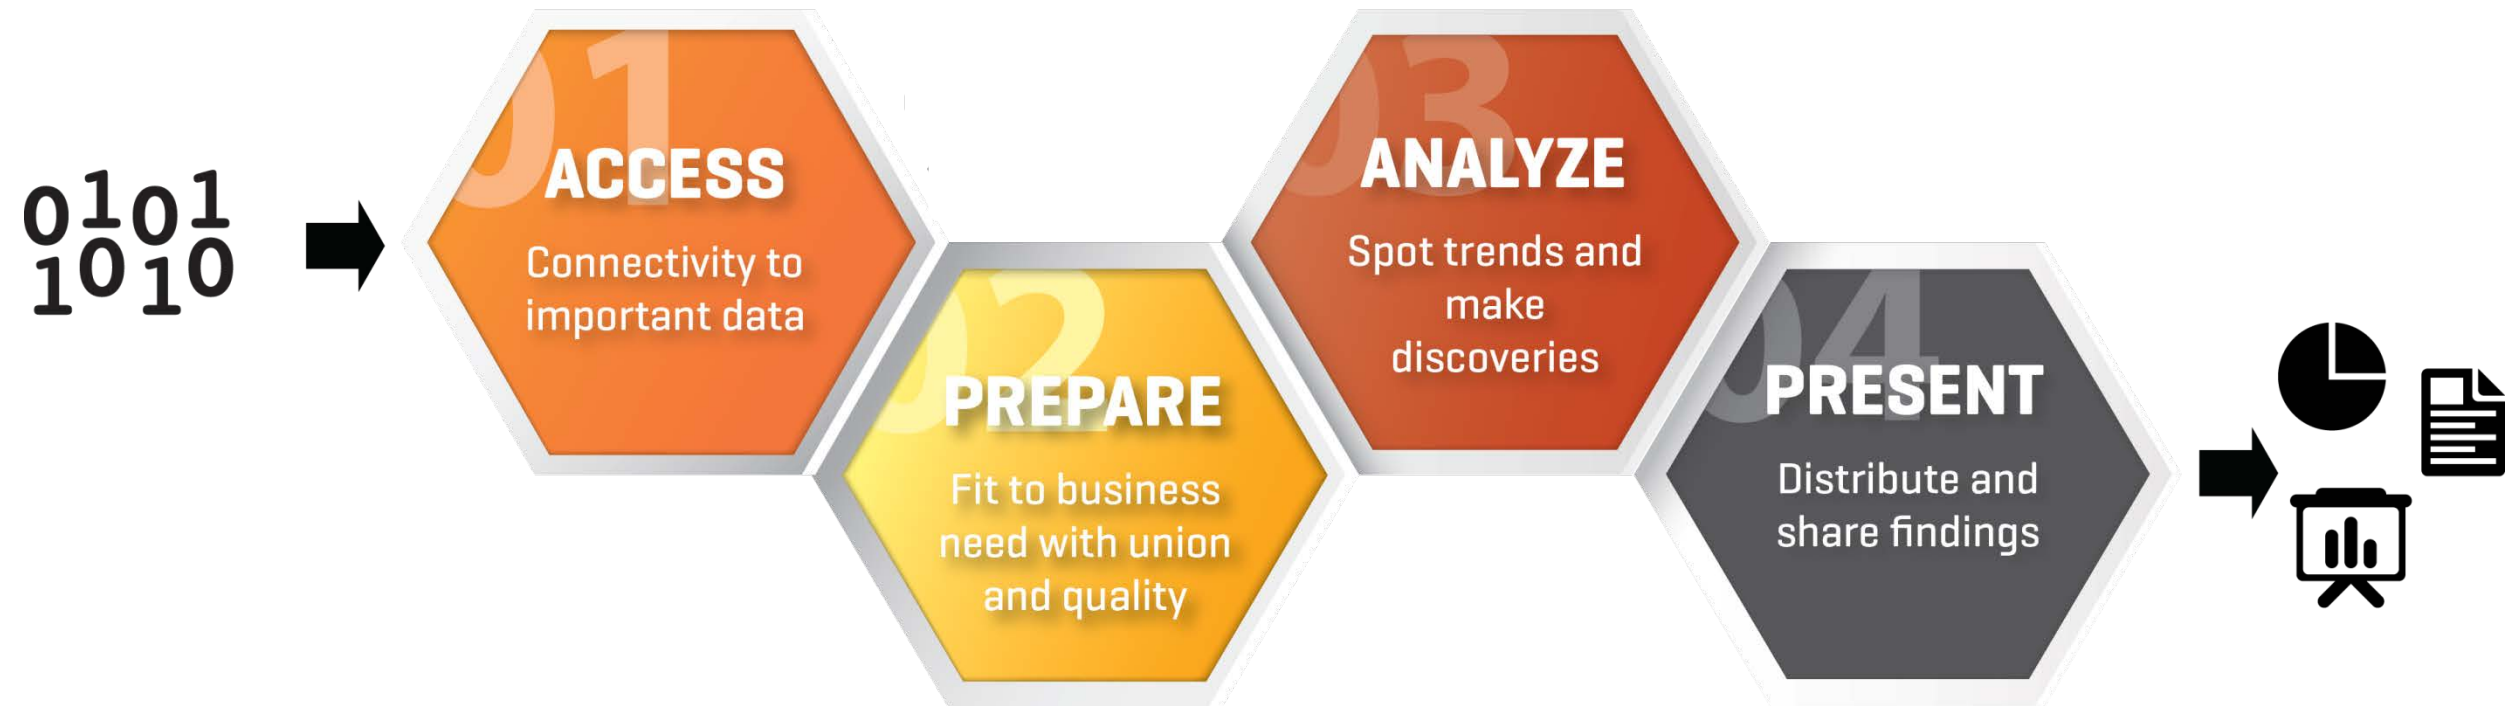 0101
1010
01
ACCESS
Connectivity to
important data
02
PREPARE
Fit to business
need with union
and quality
03
ANALYZE
Spot trends and
make
discoveries
04
PRESENT
Distribute and
share findings